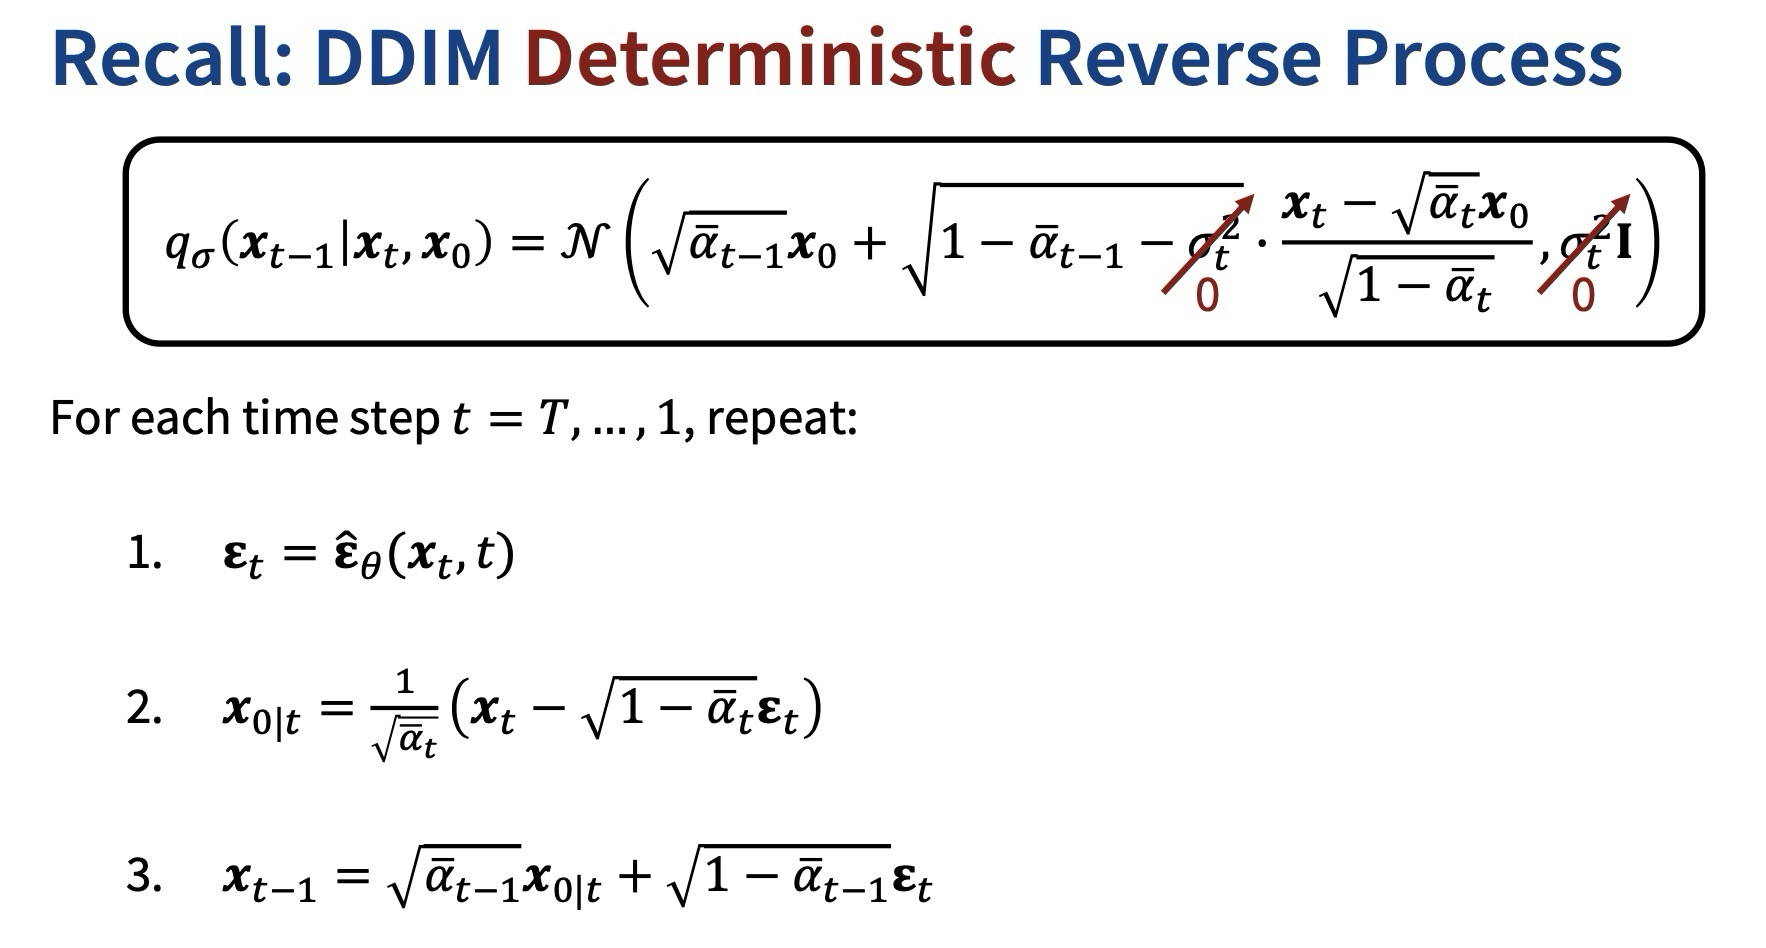 Recall: DDIM Deterministic Reverse Process
$q_\sigma(\boldsymbol{x}_{t-1}|\boldsymbol{x}_t, \boldsymbol{x}_0) = \mathcal{N}\left(\sqrt{\bar{\alpha}_{t-1}}\boldsymbol{x}_0 + \sqrt{1 - \bar{\alpha}_{t-1} - \cancelto{0}{\sigma_t^2}} \cdot \frac{\boldsymbol{x}_t - \sqrt{\bar{\alpha}_t}\boldsymbol{x}_0}{\sqrt{1 - \bar{\alpha}_t}}, \cancelto{0}{\sigma_t^2}\mathbf{I}\right)$
For each time step $t = T, \ldots, 1$, repeat:
1. $\boldsymbol{\varepsilon}_t = \hat{\boldsymbol{\varepsilon}}_\theta(\boldsymbol{x}_t, t)$
2. $\boldsymbol{x}_{0|t} = \frac{1}{\sqrt{\bar{\alpha}_t}}\left(\boldsymbol{x}_t - \sqrt{1 - \bar{\alpha}_t}\boldsymbol{\varepsilon}_t\right)$
3. $\boldsymbol{x}_{t-1} = \sqrt{\bar{\alpha}_{t-1}}\boldsymbol{x}_{0|t} + \sqrt{1 - \bar{\alpha}_{t-1}}\boldsymbol{\varepsilon}_t$